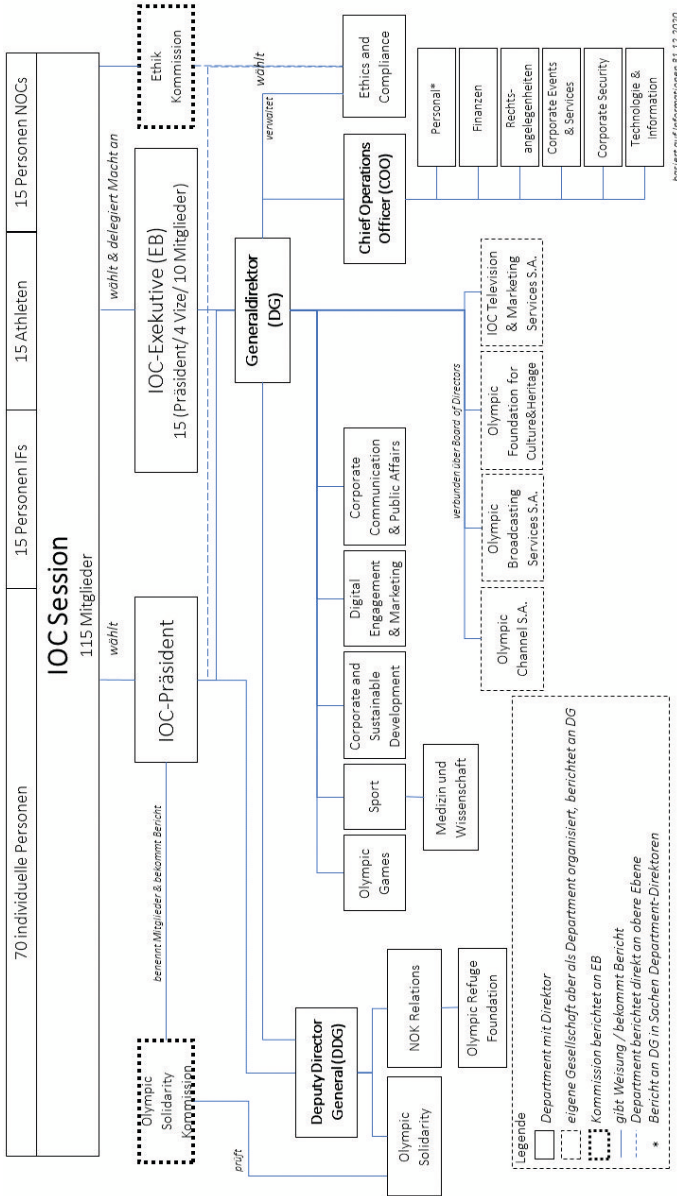 70 individuelle Personen
15 Personen IFs
15 Athleten
15 Personen NOCs
IOC Session
115 Mitglieder
wählt
wählt & delegiert Macht an
wählt
Olympic
Solidarity
Kommission
benennt Mitglieder & bekommt Bericht
IOC-Präsident
IOC-Exekutive (EB)
15 (Präsident/ 4 Vize/ 10 Mitglieder)
Ethik
Kommission
prüft
verwaltet
Deputy Director
General (DDG)
Generaldirektor
(DG)
Olympic
Solidarity
NOK Relations
Olympic Refuge
Foundation
Olympic
Games
Sport
Corporate and
Sustainable
Development
Digital
Engagement
& Marketing
Corporate
Communication
& Public Affairs
Medizin und
Wissenschaft
Chief Operations
Officer (COO)
Ethics and
Compliance
Personal*
Finanzen
Rechts-
angelegenheiten
Corporate Events
& Services
Corporate Security
Technologie &
Information
verbunden über Board of Directors
Olympic
Channel S.A.
Olympic
Broadcasting
Services S.A.
Olympic
Foundation for
Culture&Heritage
IOC Television
& Marketing
Services S.A.
Legende
Department mit Direktor
eigene Gesellschaft aber als Department organisiert, berichtet an DG
Kommission berichtet an EB
gibt Weisung / bekommt Bericht
Department berichtet direkt an obere Ebene
* Bericht an DG in Sachen Department-Direktoren
basiert auf Informationen 31.12.2020